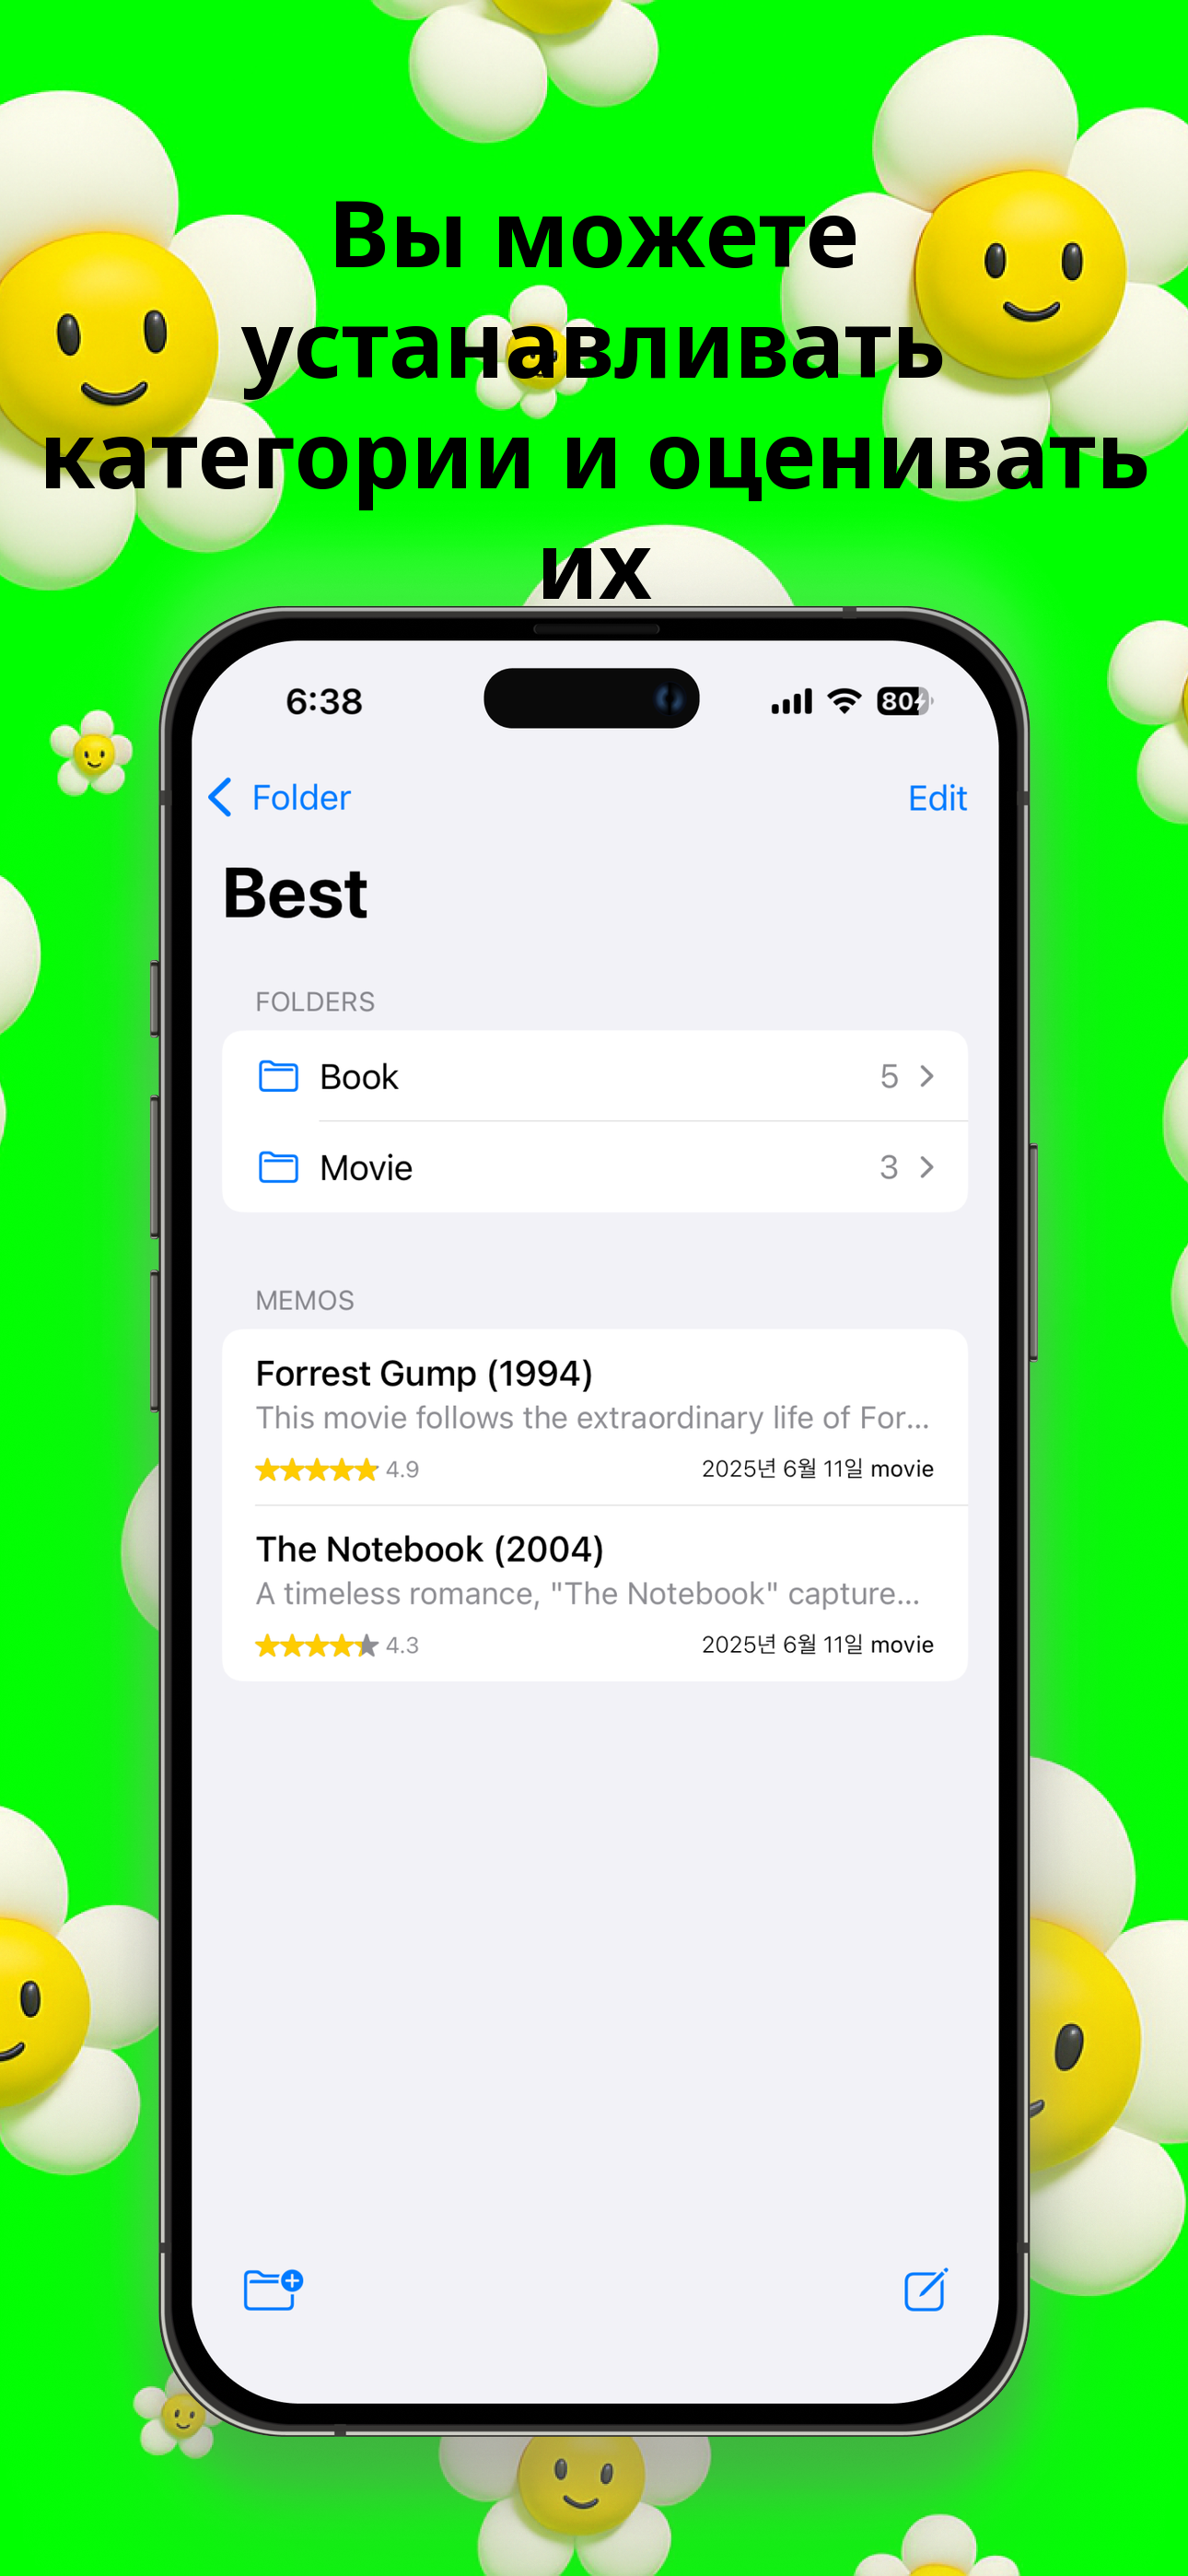 Вы можете
устанавливать
категории и оценивать
их
6:38
80
Folder
Edit
Best
FOLDERS
Book 5
Movie 3
MEMOS
Forrest Gump (1994)
This movie follows the extraordinary life of For...
4.9 2025년 6월 11일 movie
The Notebook (2004)
A timeless romance, "The Notebook" capture...
4.3 2025년 6월 11일 movie